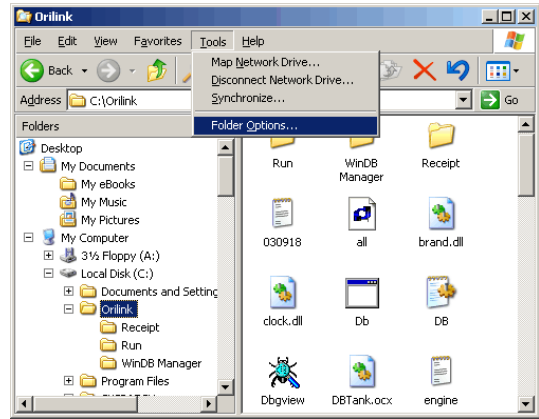 Orilink
File Edit View Favorites Tools Help
Back
Map Network Drive...
Disconnect Network Drive...
Synchronize...
Folder Options...
Address C:\Orilink Go
Folders
Desktop
My Documents
My eBooks
My Music
My Pictures
My Computer
3½ Floppy (A:)
Local Disk (C:)
Documents and Setting
Orilink
Receipt
Run
WinDB Manager
Program Files
Run WinDB Manager Receipt
030918 all brand.dll
clock.dll Db DB
Dbgview DBTank.ocx engine